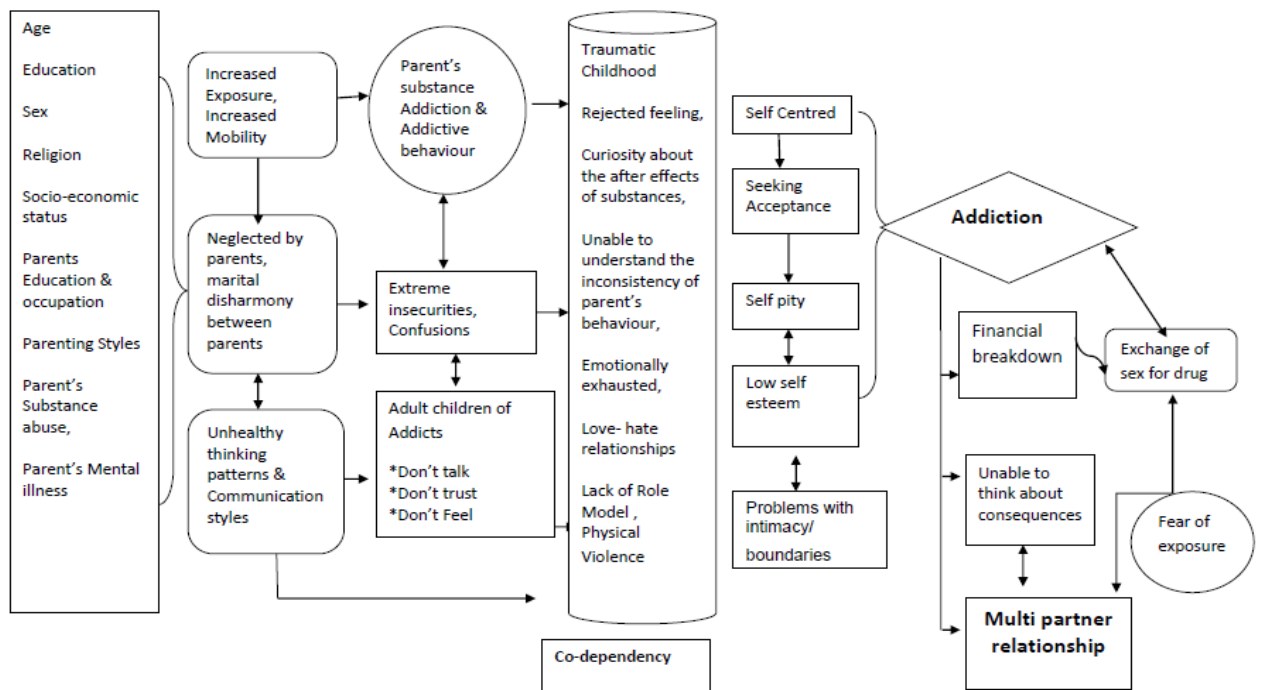 Age
Education
Sex
Religion
Socio-economic
status
Parents
Education &
occupation
Parenting Styles
Parent's
Substance
abuse,
Parent's Mental
illness
Increased
Exposure,
Increased
Mobility
Neglected by
parents,
marital
disharmony
between
parents
Unhealthy
thinking
patterns &
Communication
styles
Parent's
substance
Addiction &
Addictive
behaviour
Extreme
insecurities,
Confusions
Adult children of
Addicts
*Don't talk
*Don't trust
*Don't Feel
Traumatic
Childhood
Rejected feeling,
Curiosity about
the after effects
of substances,
Unable to
understand the
inconsistency of
parent's
behaviour,
Emotionally
exhausted,
Love- hate
relationships
Lack of Role
Model ,
Physical
Violence
Co-dependency
Self Centred
Seeking
Acceptance
Self pity
Low self
esteem
Problems with
intimacy/
boundaries
Addiction
Financial
breakdown
Exchange of
sex for drug
Unable to
think about
consequences
Fear of
exposure
Multi partner
relationship